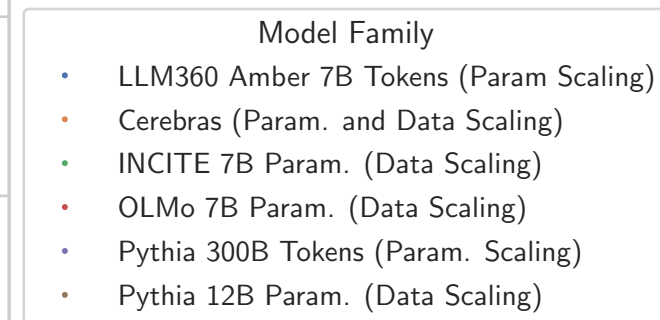 Model Family
LLM360 Amber 7B Tokens (Param Scaling)
Cerebras (Param. and Data Scaling)
INCITE 7B Param. (Data Scaling)
OLMo 7B Param. (Data Scaling)
Pythia 300B Tokens (Param. Scaling)
Pythia 12B Param. (Data Scaling)